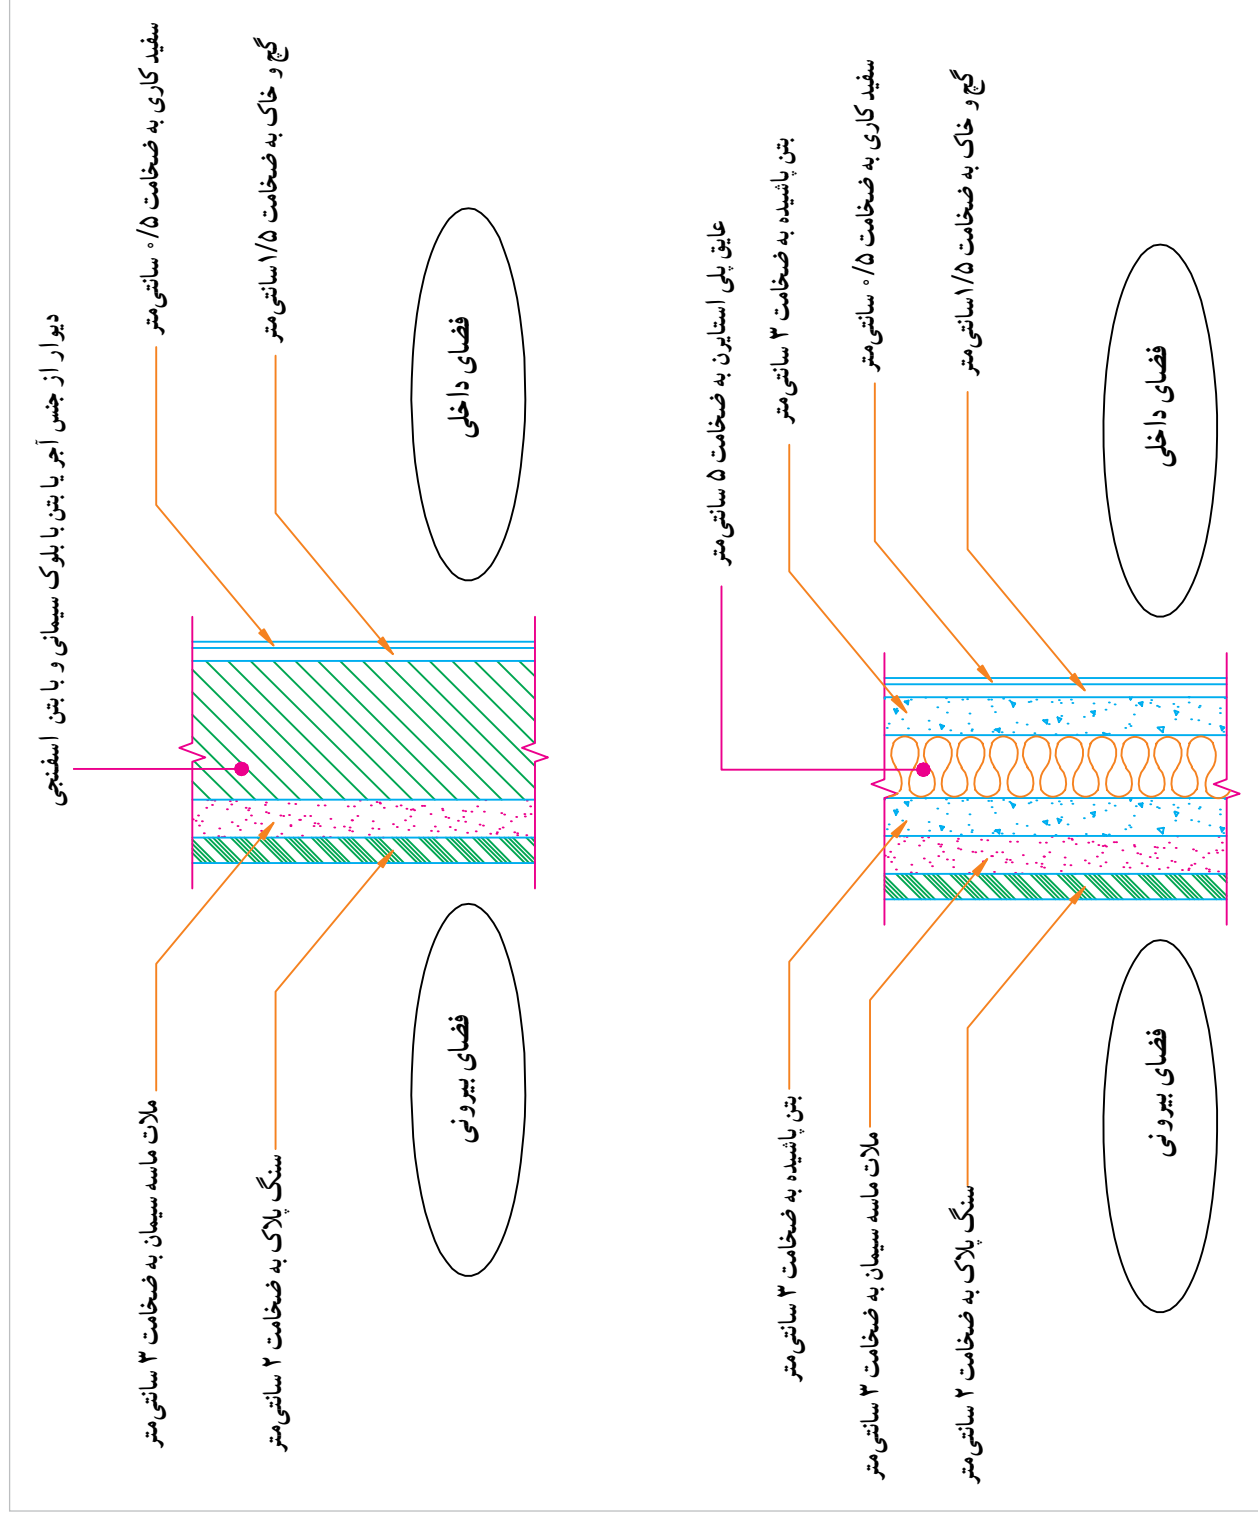 دیوار از جنس آجر یا بتن یا بلوک سیمانی و یا بتن اسفنجی
سفید کاری به ضخامت ۰/۵ سانتی‌متر
گچ و خاک به ضخامت ۱/۵سانتی‌متر
فضای داخلی
ملات ماسه سیمان به ضخامت ۳ سانتی‌متر
سنگ پلاک به ضخامت ۲ سانتی‌متر
فضای بیرونی
عایق پلی استایرن به ضخامت ۵ سانتی‌متر
بتن پاشیده به ضخامت ۳ سانتی‌متر
سفید کاری به ضخامت ۰/۵ سانتی‌متر
گچ و خاک به ضخامت ۱/۵سانتی‌متر
فضای داخلی
بتن پاشیده به ضخامت ۳ سانتی‌متر
ملات ماسه سیمان به ضخامت ۳ سانتی‌متر
سنگ پلاک به ضخامت ۲ سانتی‌متر
فضای بیرونی